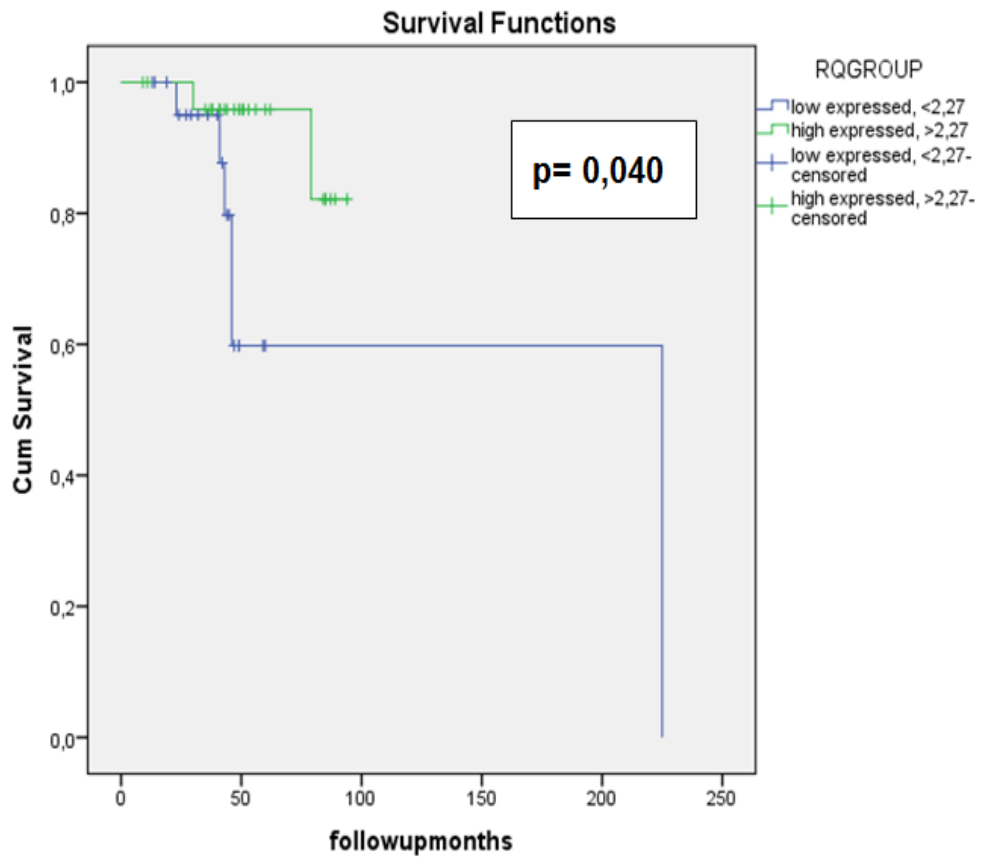 Survival Functions
RQGROUP
low expressed, <2,27
high expressed, >2,27
low expressed, <2,27-
censored
high expressed, >2,27-
censored
p= 0,040
Cum Survival
1,0
0,8
0,6
0,4
0,2
0,0
0 50 100 150 200 250
followupmonths